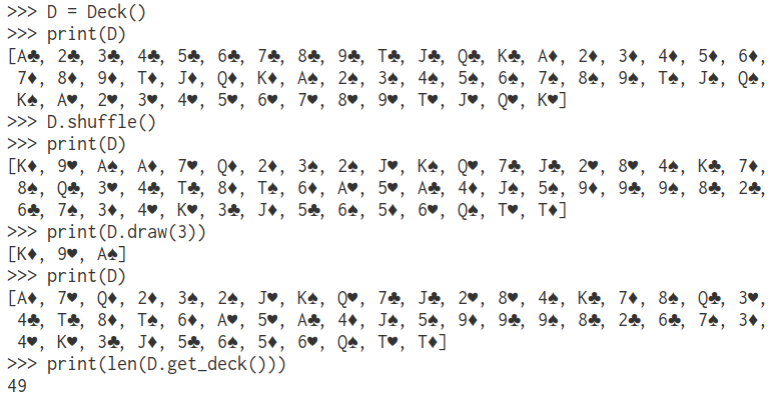 >>> D = Deck()
>>> print(D)
[A♣, 2♣, 3♣, 4♣, 5♣, 6♣, 7♣, 8♣, 9♣, T♣, J♣, Q♣, K♣, A♦, 2♦, 3♦, 4♦, 5♦, 6♦,
7♦, 8♦, 9♦, T♦, J♦, Q♦, K♦, A♠, 2♠, 3♠, 4♠, 5♠, 6♠, 7♠, 8♠, 9♠, T♠, J♠, Q♠,
K♠, A♥, 2♥, 3♥, 4♥, 5♥, 6♥, 7♥, 8♥, 9♥, T♥, J♥, Q♥, K♥]
>>> D.shuffle()
>>> print(D)
[K♦, 9♥, A♠, A♦, 7♥, Q♦, 2♦, 3♠, 2♠, J♥, K♠, Q♥, 7♣, J♣, 2♥, 8♥, 4♠, K♣, 7♦,
8♠, Q♣, 3♥, 4♣, T♣, 8♦, T♠, 6♦, A♥, 5♥, A♣, 4♦, J♠, 5♠, 9♦, 9♣, 9♠, 8♣, 2♣,
6♣, 7♠, 3♦, 4♥, K♥, 3♣, J♦, 5♣, 6♠, 5♦, 6♥, Q♠, T♥, T♦]
>>> print(D.draw(3))
[K♦, 9♥, A♠]
>>> print(D)
[A♦, 7♥, Q♦, 2♦, 3♠, 2♠, J♥, K♠, Q♥, 7♣, J♣, 2♥, 8♥, 4♠, K♣, 7♦, 8♠, Q♣, 3♥,
4♣, T♣, 8♦, T♠, 6♦, A♥, 5♥, A♣, 4♦, J♠, 5♠, 9♦, 9♣, 9♠, 8♣, 2♣, 6♣, 7♠, 3♦,
4♥, K♥, 3♣, J♦, 5♣, 6♠, 5♦, 6♥, Q♠, T♥, T♦]
>>> print(len(D.get_deck()))
49